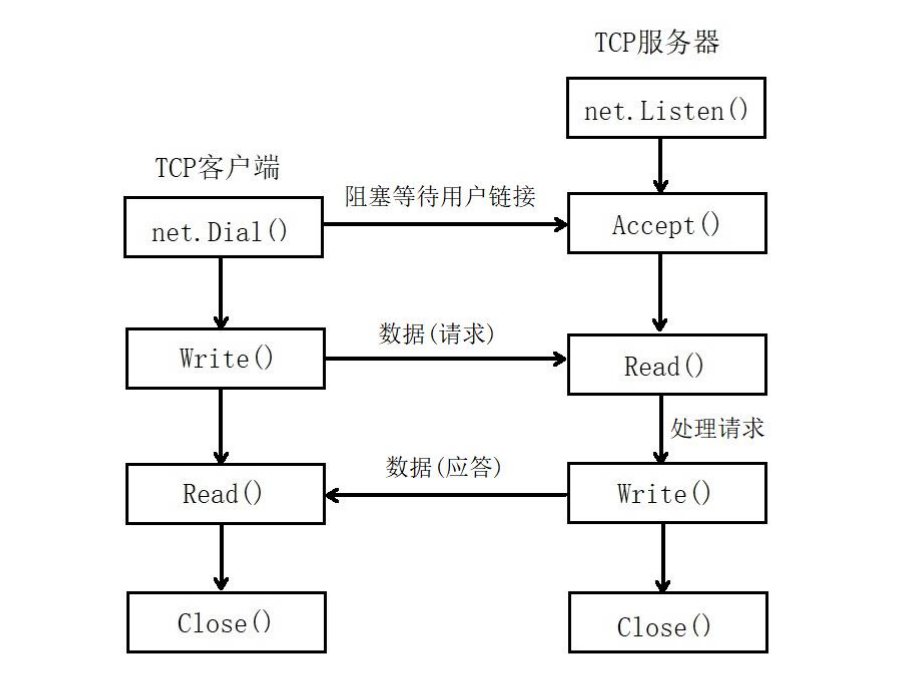 TCP服务器
net.Listen()
TCP客户端
阻塞等待用户链接
net.Dial()
Accept()
数据(请求)
Write()
Read()
处理请求
数据(应答)
Read()
Write()
Close()
Close()